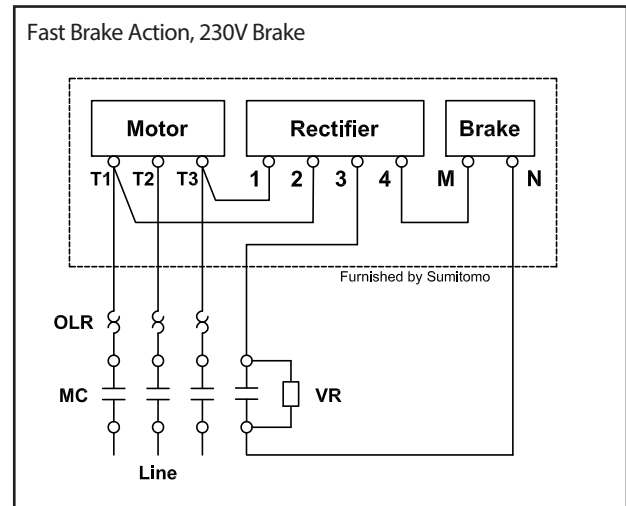 Fast Brake Action, 230V Brake
Motor Rectifier Brake
T1 T2 T3 1 2 3 4 M N
Furnished by Sumitomo
OLR
MC VR
Line